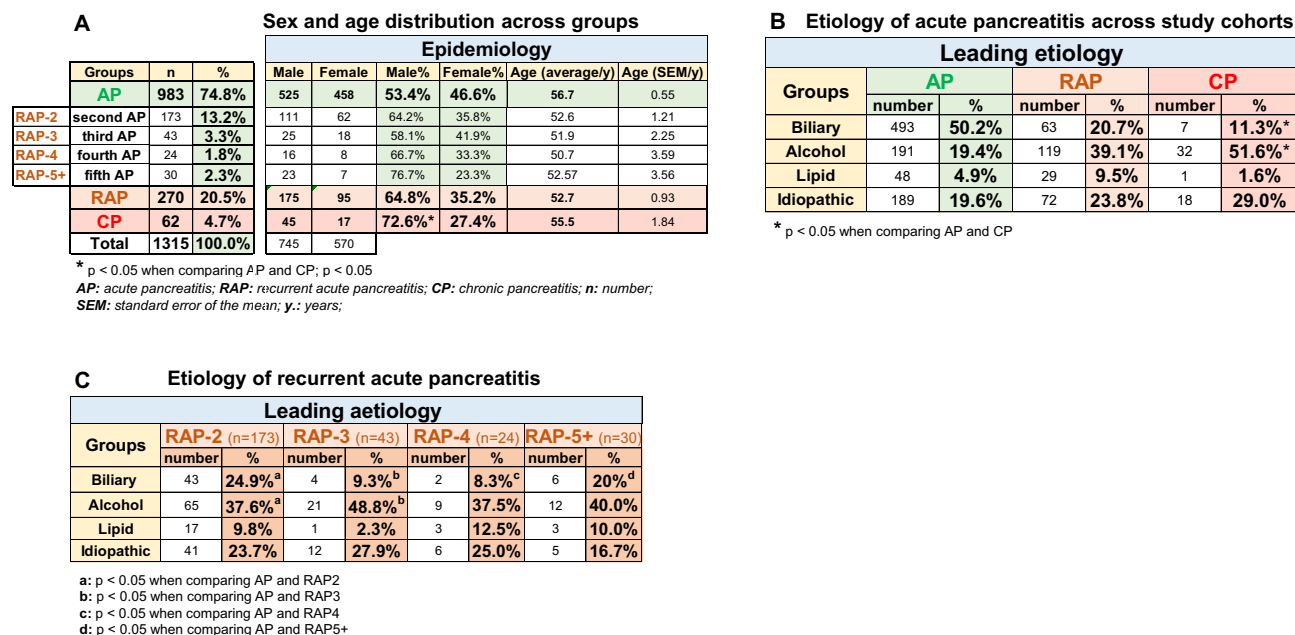 A Sex and age distribution across groups
Epidemiology
Groups n % Male Female Male% Female% Age (average/y) Age (SEM/y)
AP 983 74.8% 525 458 53.4% 46.6% 56.7 0.55
RAP-2 second AP 173 13.2% 111 62 64.2% 35.8% 52.6 1.21
RAP-3 third AP 43 3.3% 25 18 58.1% 41.9% 51.9 2.25
RAP-4 fourth AP 24 1.8% 16 8 66.7% 33.3% 50.7 3.59
RAP-5+ fifth AP 30 2.3% 23 7 76.7% 23.3% 52.57 3.56
RAP 270 20.5% 175 95 64.8% 35.2% 52.7 0.93
CP 62 4.7% 45 17 72.6%* 27.4% 55.5 1.84
Total 1315 100.0% 745 570
* p < 0.05 when comparing AP and CP; p < 0.05
AP: acute pancreatitis; RAP: recurrent acute pancreatitis; CP: chronic pancreatitis; n: number;
SEM: standard error of the mean; y.: years;
B Etiology of acute pancreatitis across study cohorts
Leading etiology
Groups AP RAP CP
number % number % number %
Biliary 493 50.2% 63 20.7% 7 11.3%*
Alcohol 191 19.4% 119 39.1% 32 51.6%*
Lipid 48 4.9% 29 9.5% 1 1.6%
Idiopathic 189 19.6% 72 23.8% 18 29.0%
* p < 0.05 when comparing AP and CP
C Etiology of recurrent acute pancreatitis
Leading aetiology
Groups RAP-2 (n=173) RAP-3 (n=43) RAP-4 (n=24) RAP-5+ (n=30)
number % number % number % number %
Biliary 43 24.9%a 4 9.3%b 2 8.3%c 6 20%d
Alcohol 65 37.6%a 21 48.8%b 9 37.5% 12 40.0%
Lipid 17 9.8% 1 2.3% 3 12.5% 3 10.0%
Idiopathic 41 23.7% 12 27.9% 6 25.0% 5 16.7%
a: p < 0.05 when comparing AP and RAP2
b: p < 0.05 when comparing AP and RAP3
c: p < 0.05 when comparing AP and RAP4
d: p < 0.05 when comparing AP and RAP5+